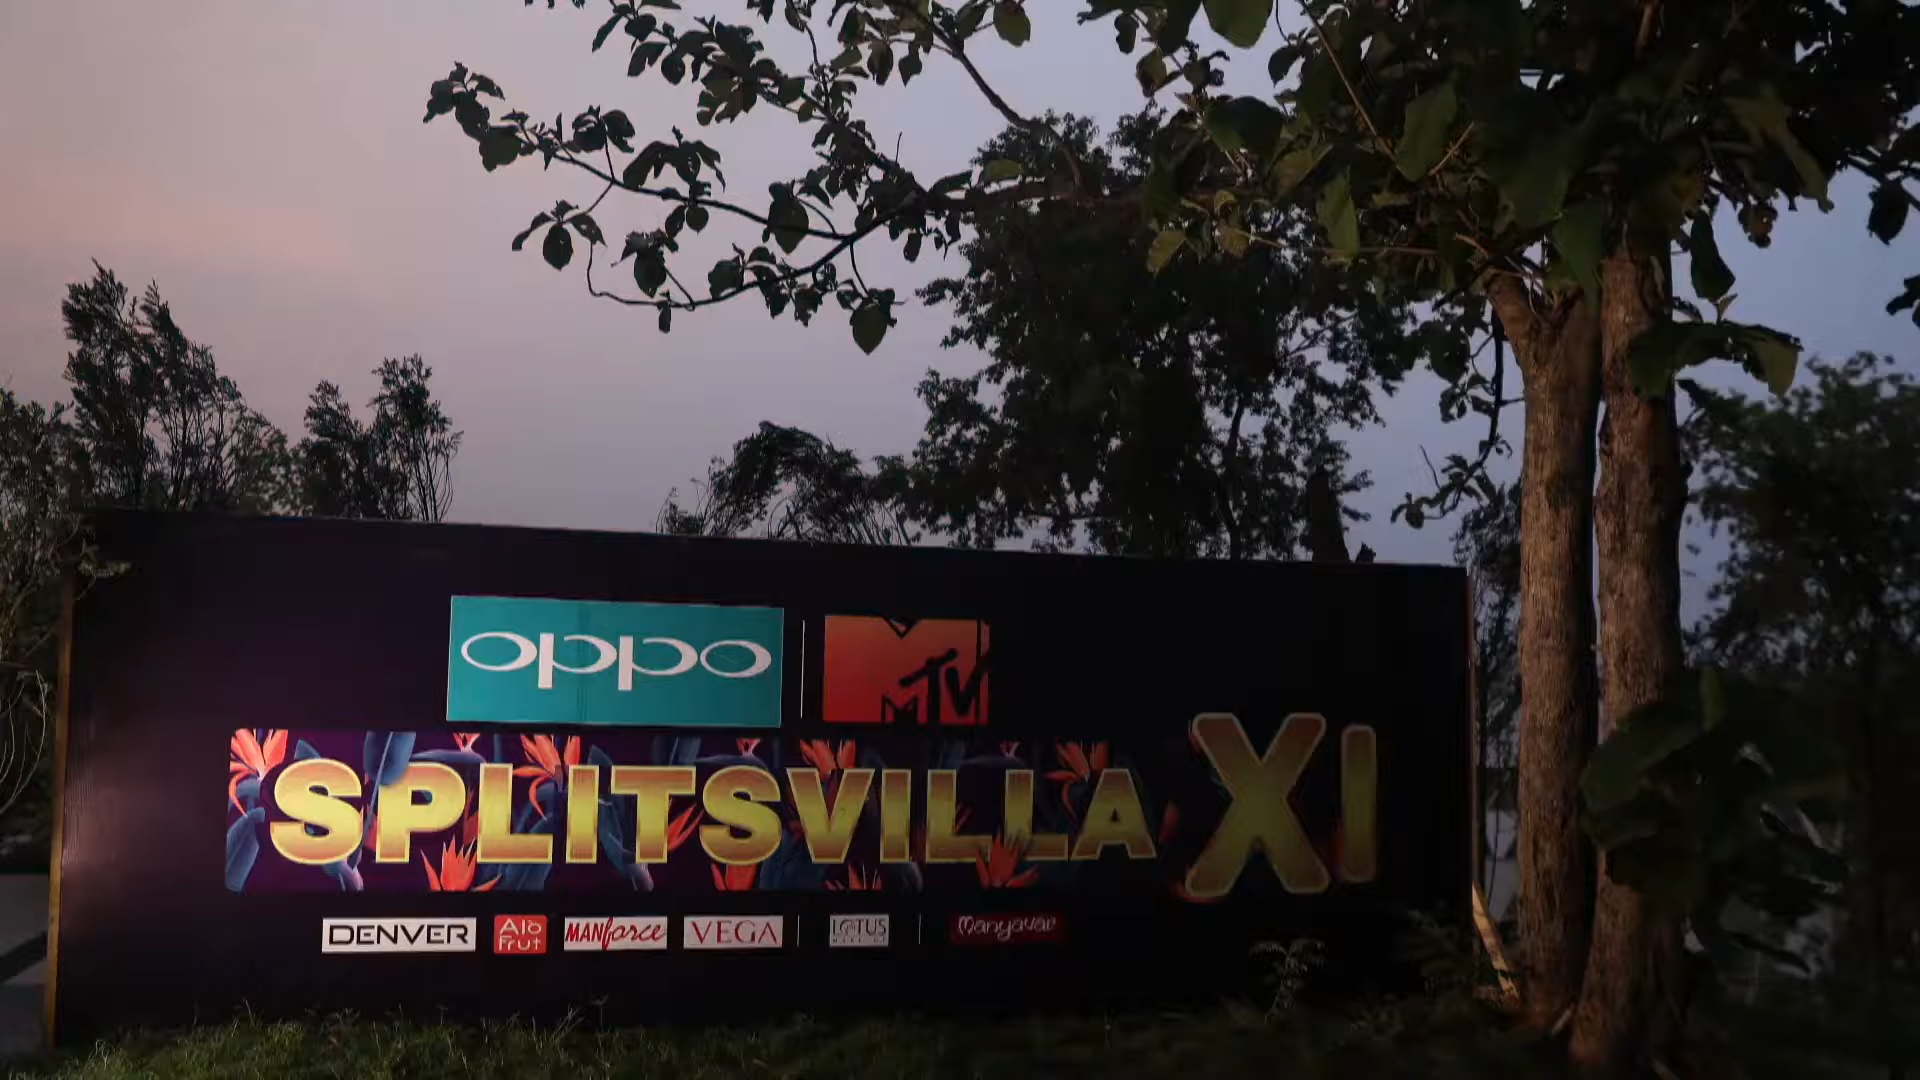 oppo MTV
SPLITSVILLA XI
DENVER Alo Frut MANforce VEGA LOTUS Manyavar